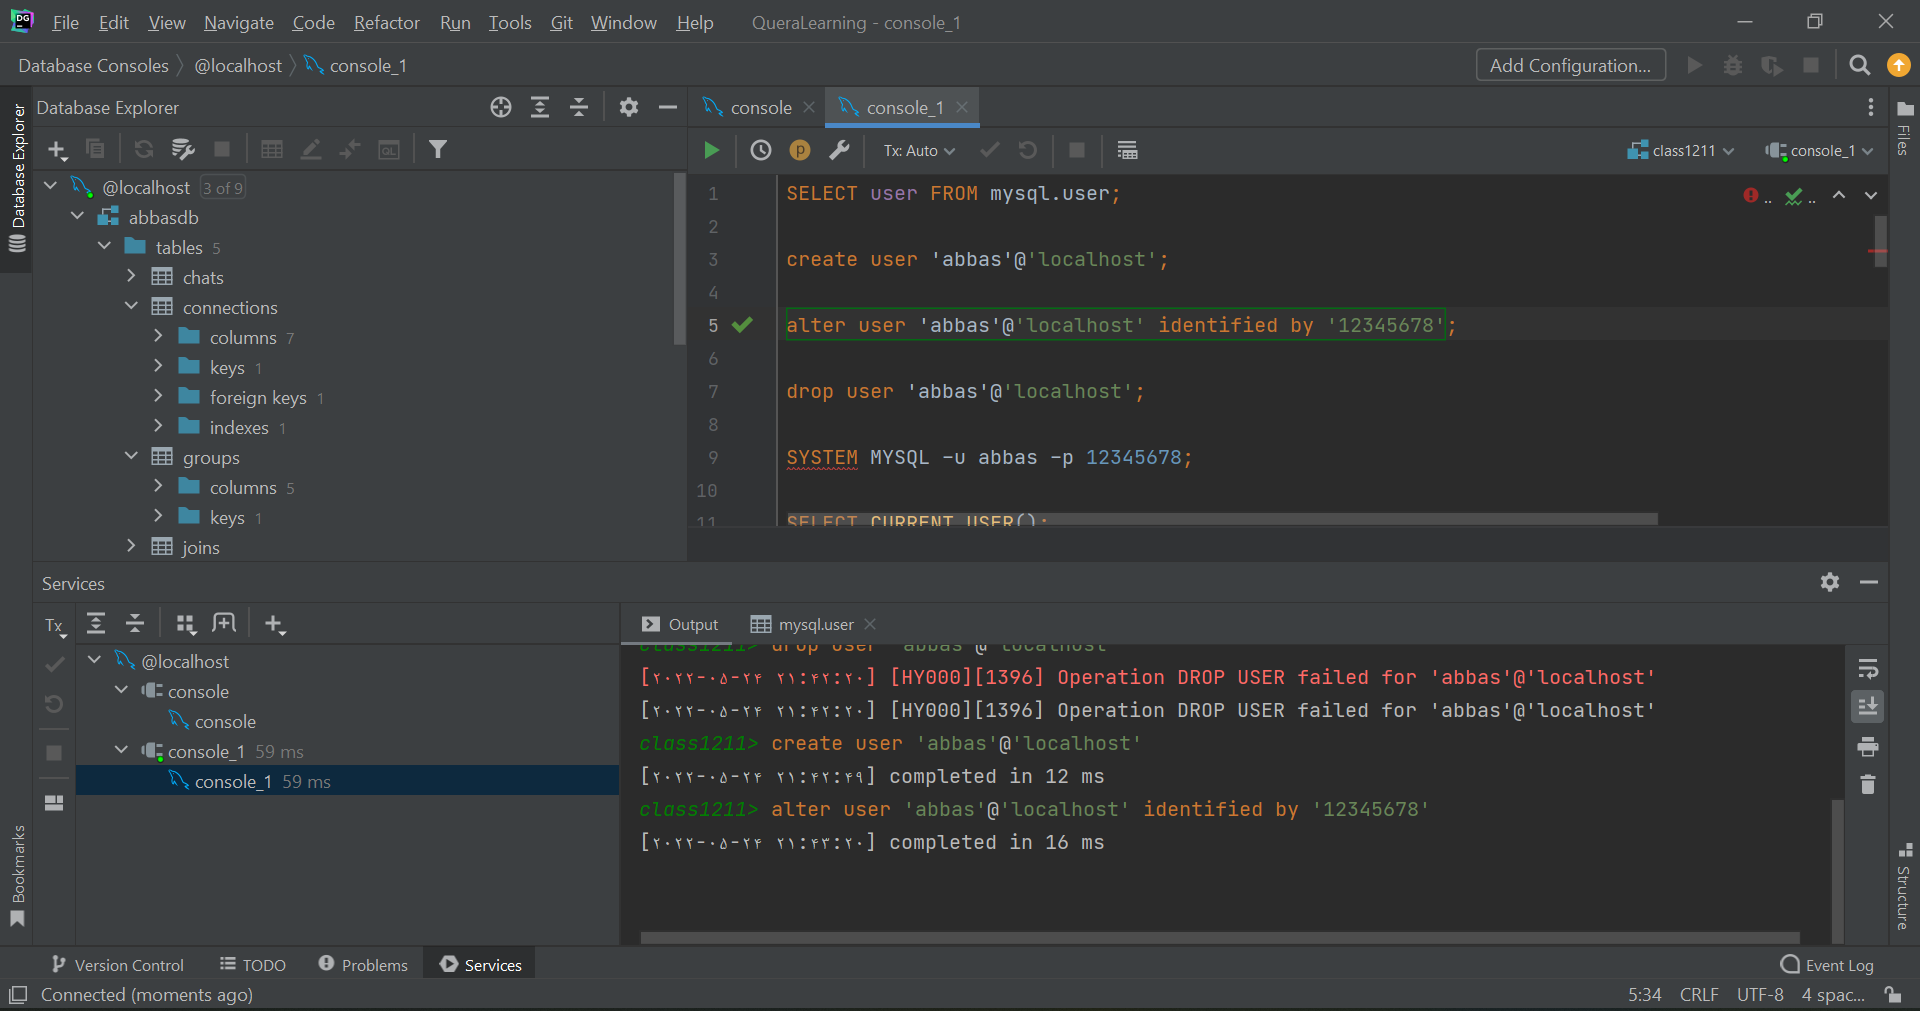 File Edit View Navigate Code Refactor Run Tools Git Window Help QueraLearning - console_1
Database Consoles @localhost console_1 Add Configuration...
Database Explorer
console
console_1
Tx: Auto
class1211
console_1
Database Explorer
Files
@localhost 3 of 9
abbasdb
tables 5
chats
connections
columns 7
keys 1
foreign keys 1
indexes 1
groups
columns 5
keys 1
joins
1 SELECT user FROM mysql.user;
2
3 create user 'abbas'@'localhost';
4
5 alter user 'abbas'@'localhost' identified by '12345678';
6
7 drop user 'abbas'@'localhost';
8
9 SYSTEM MYSQL -u abbas -p 12345678;
10
11 SELECT CURRENT_USER();
Services
Tx
@localhost
console
console
console_1 59 ms
console_1 59 ms
Output
mysql.user
class1211> drop user 'abbas'@'localhost'
[۲۰۲۲-۰۵-۲۴ ۲۱:۴۲:۲۰] [HY000][1396] Operation DROP USER failed for 'abbas'@'localhost'
[۲۰۲۲-۰۵-۲۴ ۲۱:۴۲:۲۰] [HY000][1396] Operation DROP USER failed for 'abbas'@'localhost'
class1211> create user 'abbas'@'localhost'
[۲۰۲۲-۰۵-۲۴ ۲۱:۴۲:۴۹] completed in 12 ms
class1211> alter user 'abbas'@'localhost' identified by '12345678'
[۲۰۲۲-۰۵-۲۴ ۲۱:۴۳:۲۰] completed in 16 ms
Bookmarks
Structure
Version Control TODO Problems Services Event Log
Connected (moments ago) 5:34 CRLF UTF-8 4 spac...